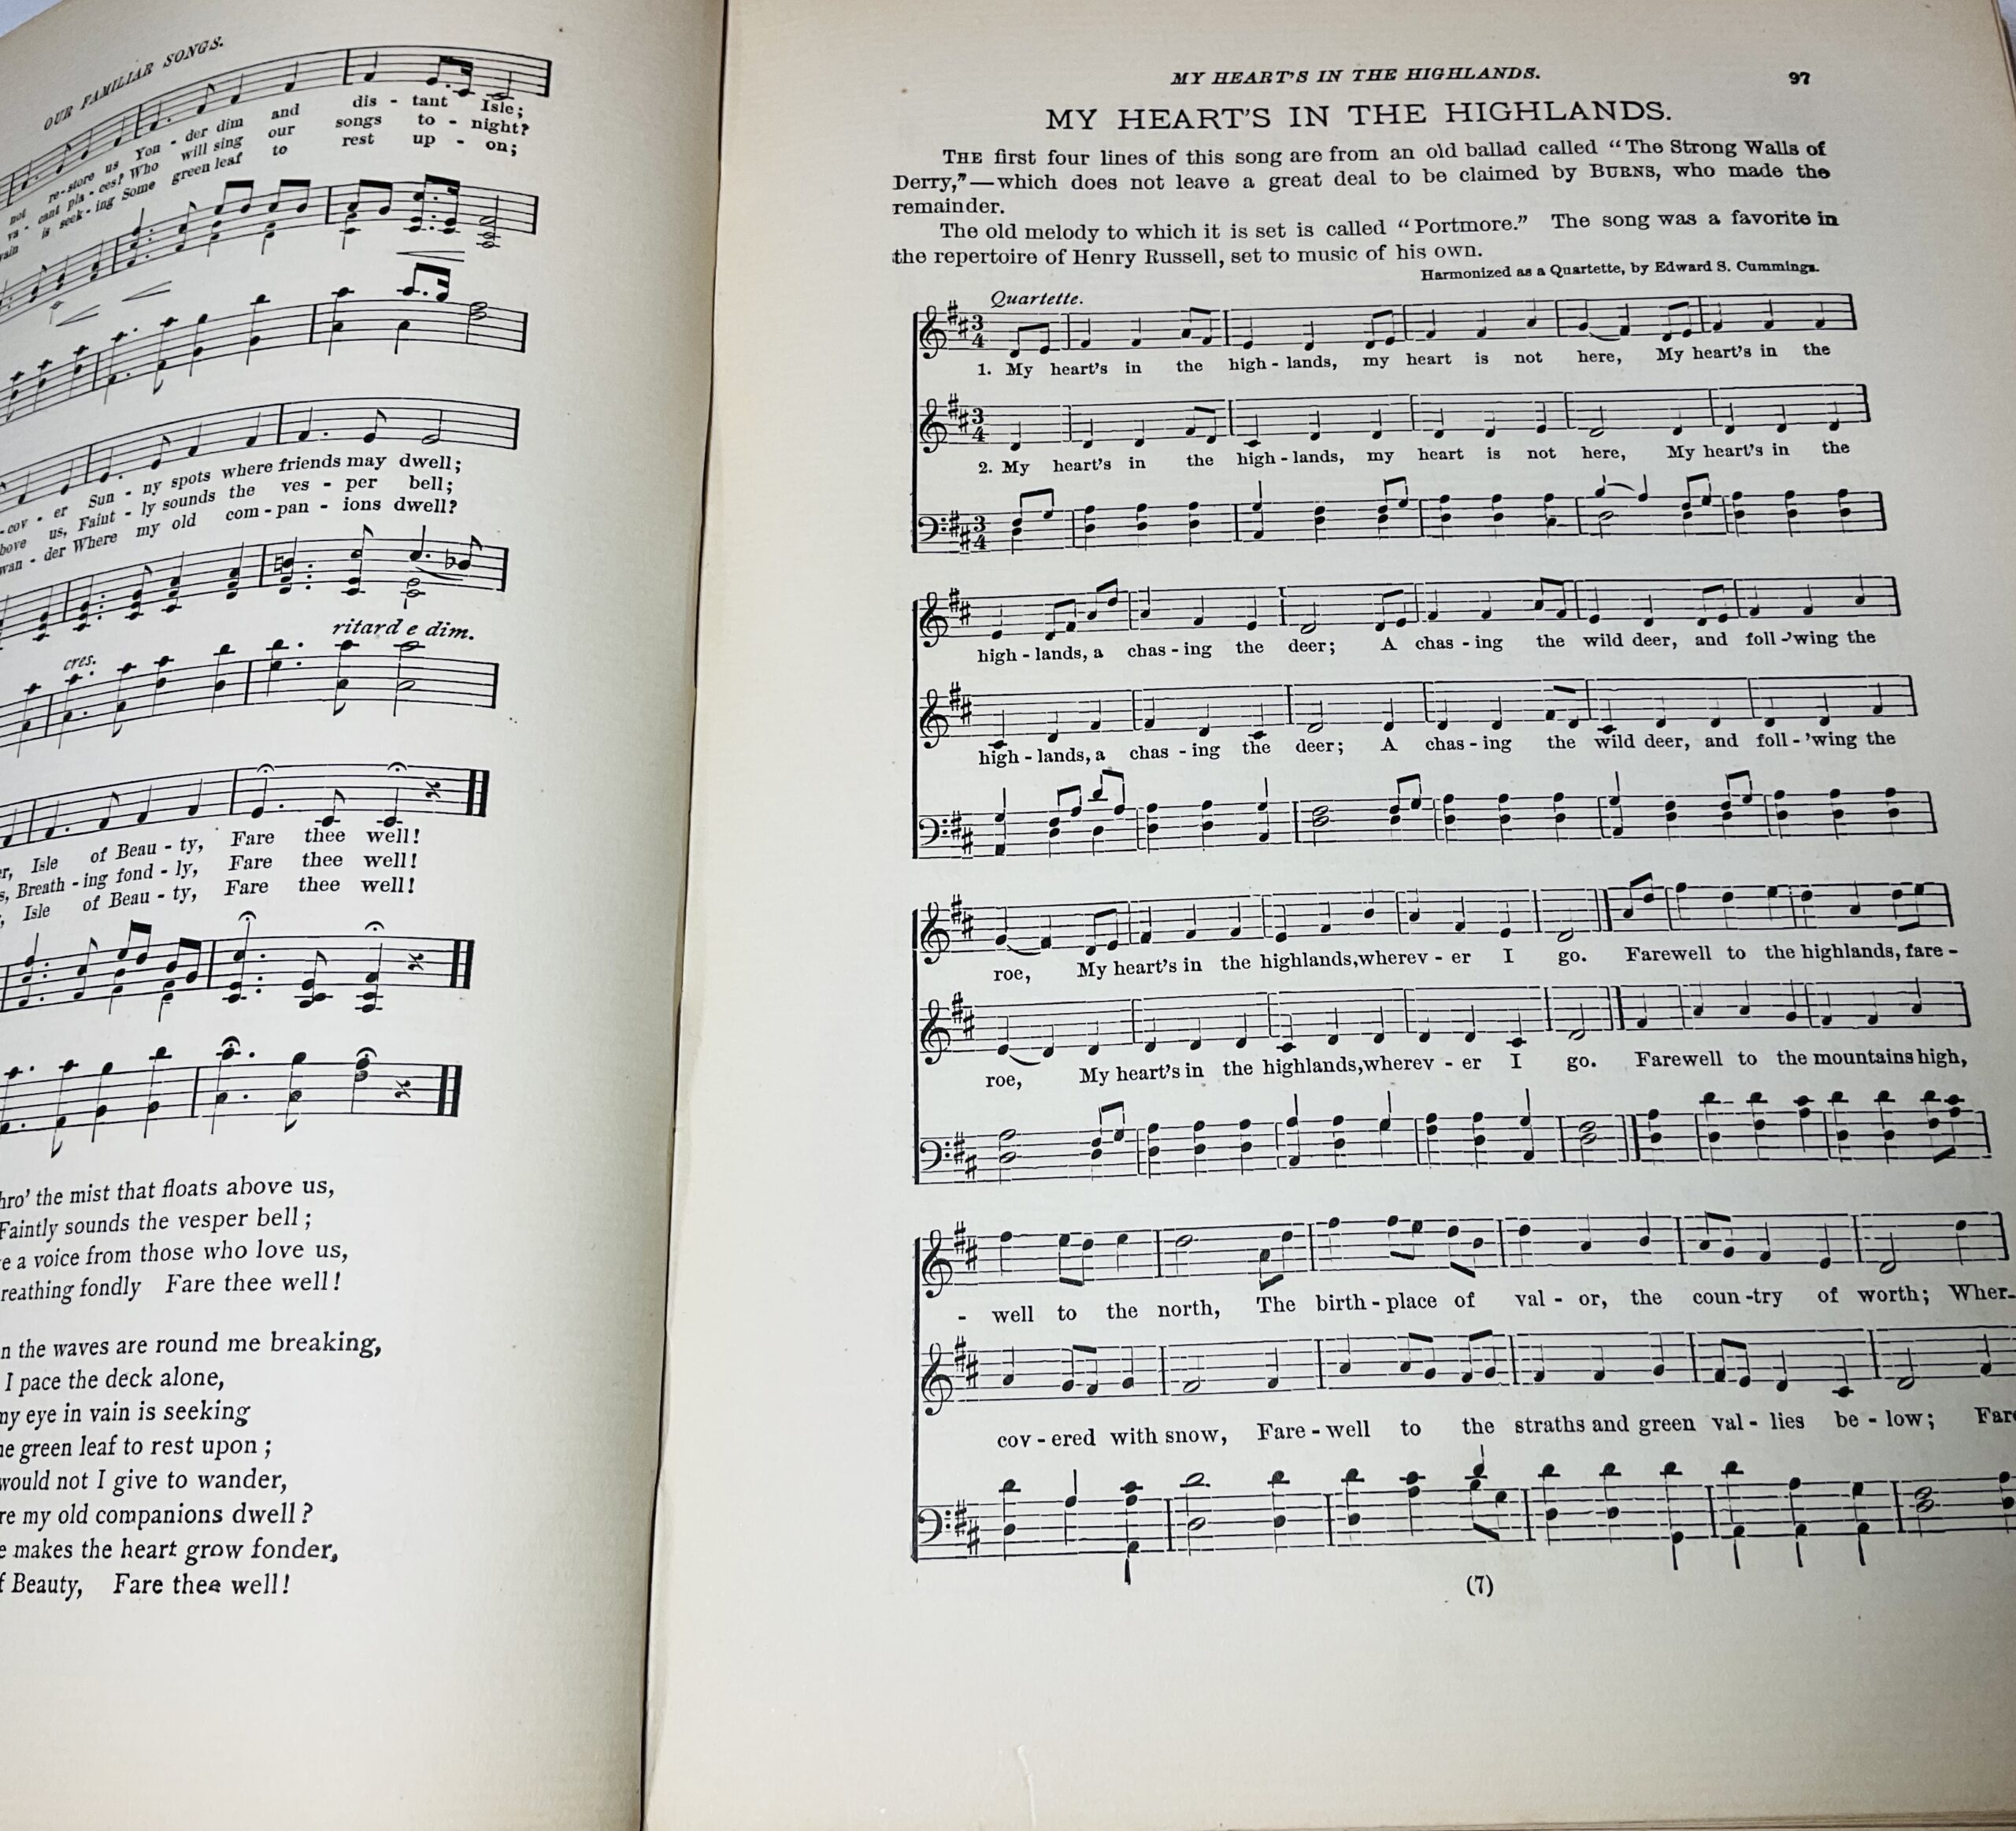 OUR FAMILIAR SONGS.
not re-store us Yon - der dim and dis - tant Isle;
va - cant pla - ces? Who will sing our songs to - night?
vain is seek - ing Some green leaf to rest up - on;
cov - er Sun - ny spots where friends may dwell;
bove us, Faint - ly sounds the ves - per bell;
wan - der Where my old com - pan - ions dwell?
ritard e dim.
cres.
er, Isle of Beau - ty, Fare thee well!
s, Breath - ing fond - ly, Fare thee well!
, Isle of Beau - ty, Fare thee well!
hro' the mist that floats above us,
Faintly sounds the vesper bell;
e a voice from those who love us,
reathing fondly Fare thee well!
n the waves are round me breaking,
I pace the deck alone,
my eye in vain is seeking
ne green leaf to rest upon;
would not I give to wander,
re my old companions dwell?
e makes the heart grow fonder,
f Beauty, Fare thee well!
MY HEART'S IN THE HIGHLANDS. 97
MY HEART'S IN THE HIGHLANDS.
THE first four lines of this song are from an old ballad called "The Strong Walls of
Derry,"—which does not leave a great deal to be claimed by BURNS, who made the
remainder.
The old melody to which it is set is called "Portmore." The song was a favorite in
the repertoire of Henry Russell, set to music of his own.
Harmonized as a Quartette, by Edward S. Cummings.
Quartette.
3 4
1. My heart's in the high - lands, my heart is not here, My heart's in the
3 4
2. My heart's in the high - lands, my heart is not here, My heart's in the
3 4
high - lands, a chas - ing the deer; A chas - ing the wild deer, and foll -'wing the
high - lands, a chas - ing the deer; A chas - ing the wild deer, and foll -'wing the
roe, My heart's in the highlands, wherev - er I go. Farewell to the highlands, fare -
roe, My heart's in the highlands, wherev - er I go. Farewell to the mountains high,
- well to the north, The birth - place of val - or, the coun - try of worth; Wher-
cov - ered with snow, Fare - well to the straths and green val - lies be - low; Fare
(7)